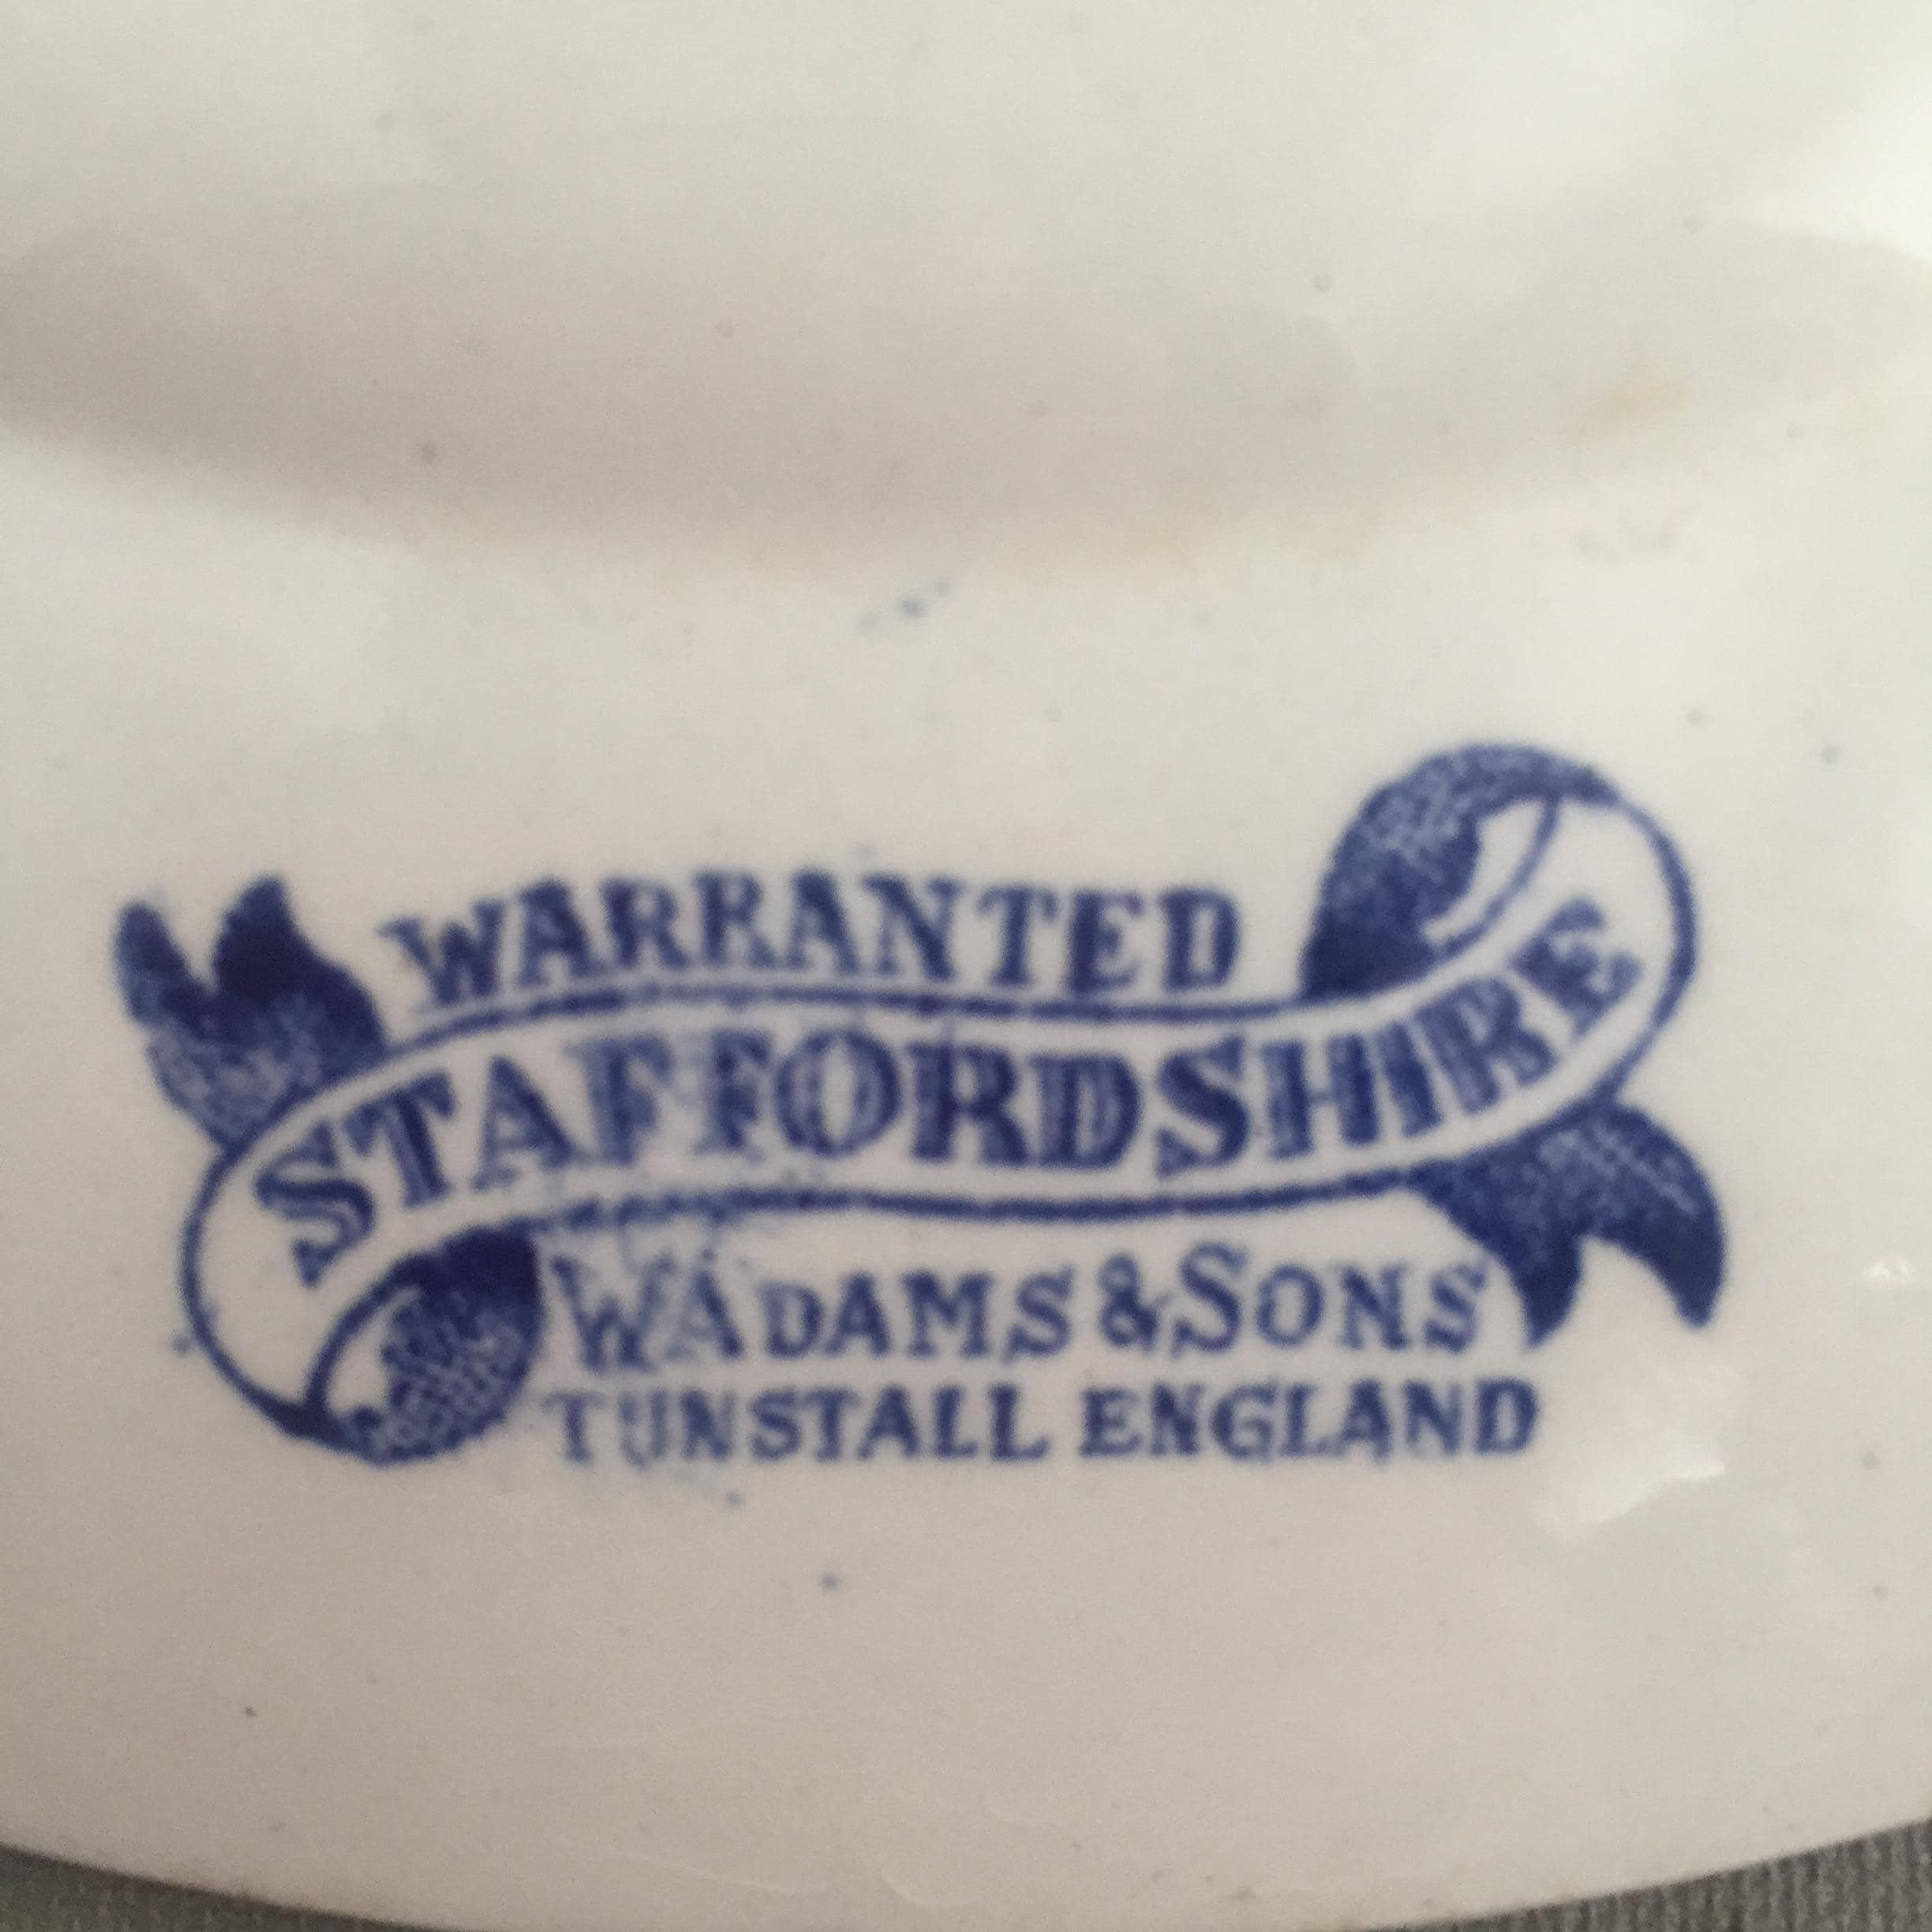 WARRANTED
STAFFORDSHIRE
W ADAMS & SONS
TUNSTALL ENGLAND